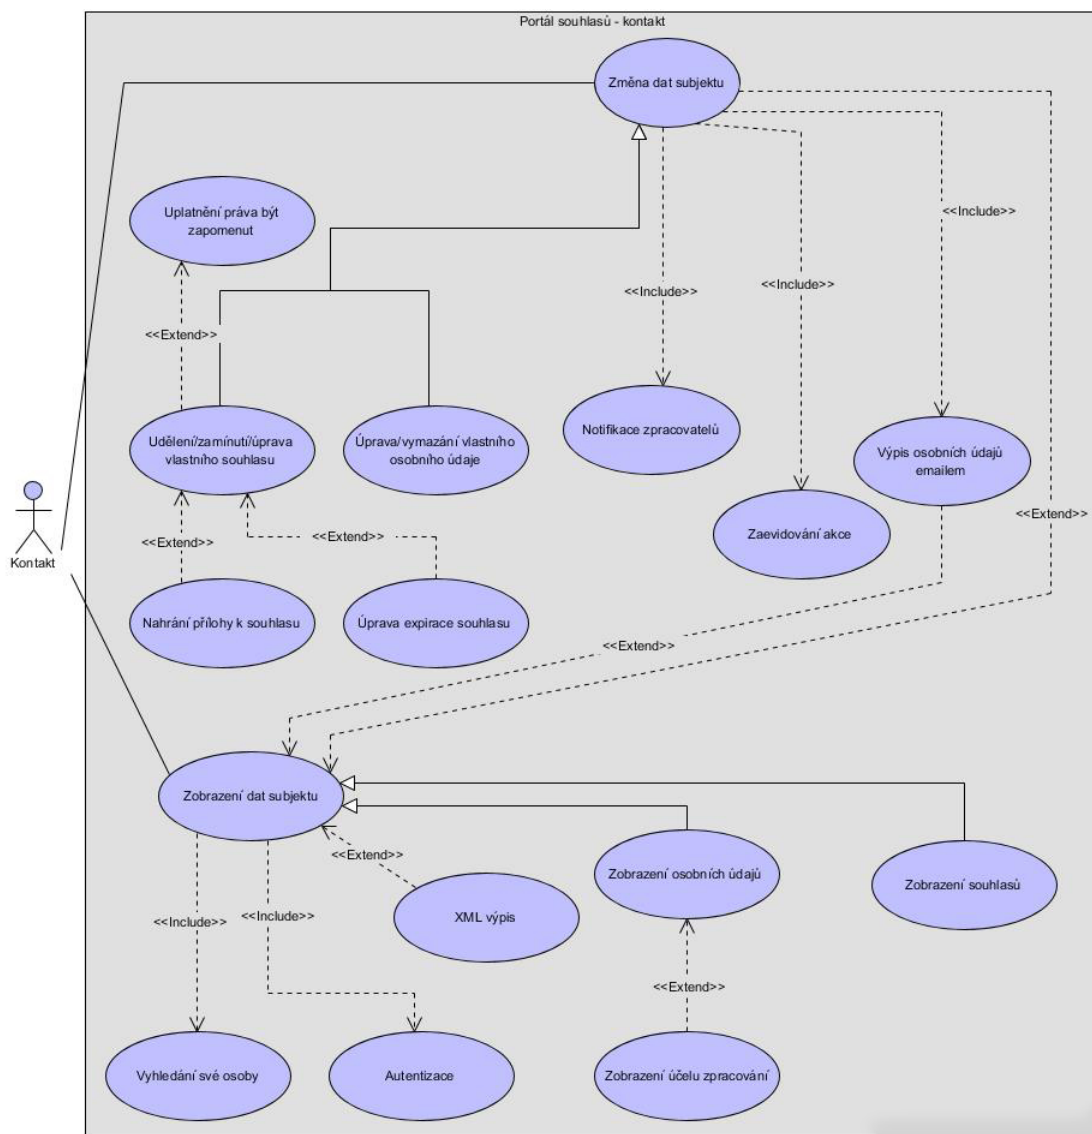 Portál souhlasů - kontakt
Změna dat subjektu
Uplatnění práva být
zapomenut
<<Include>>
<<Include>>
<<Include>>
<<Extend>>
<<Extend>>
Udělení/zamínutí/úprava
vlastního souhlasu
Úprava/vymazání vlastního
osobního údaje
Notifikace zpracovatelů
Výpis osobních údajů
emailem
Zaevidování akce
Kontakt
<<Extend>>
<<Extend>>
Nahrání přílohy k souhlasu
Úprava expirace souhlasu
<<Extend>>
Zobrazení dat subjektu
<<Extend>>
Zobrazení osobních údajů
Zobrazení souhlasů
<<Include>>
<<Include>>
XML výpis
<<Extend>>
Vyhledání své osoby
Autentizace
Zobrazení účelu zpracování